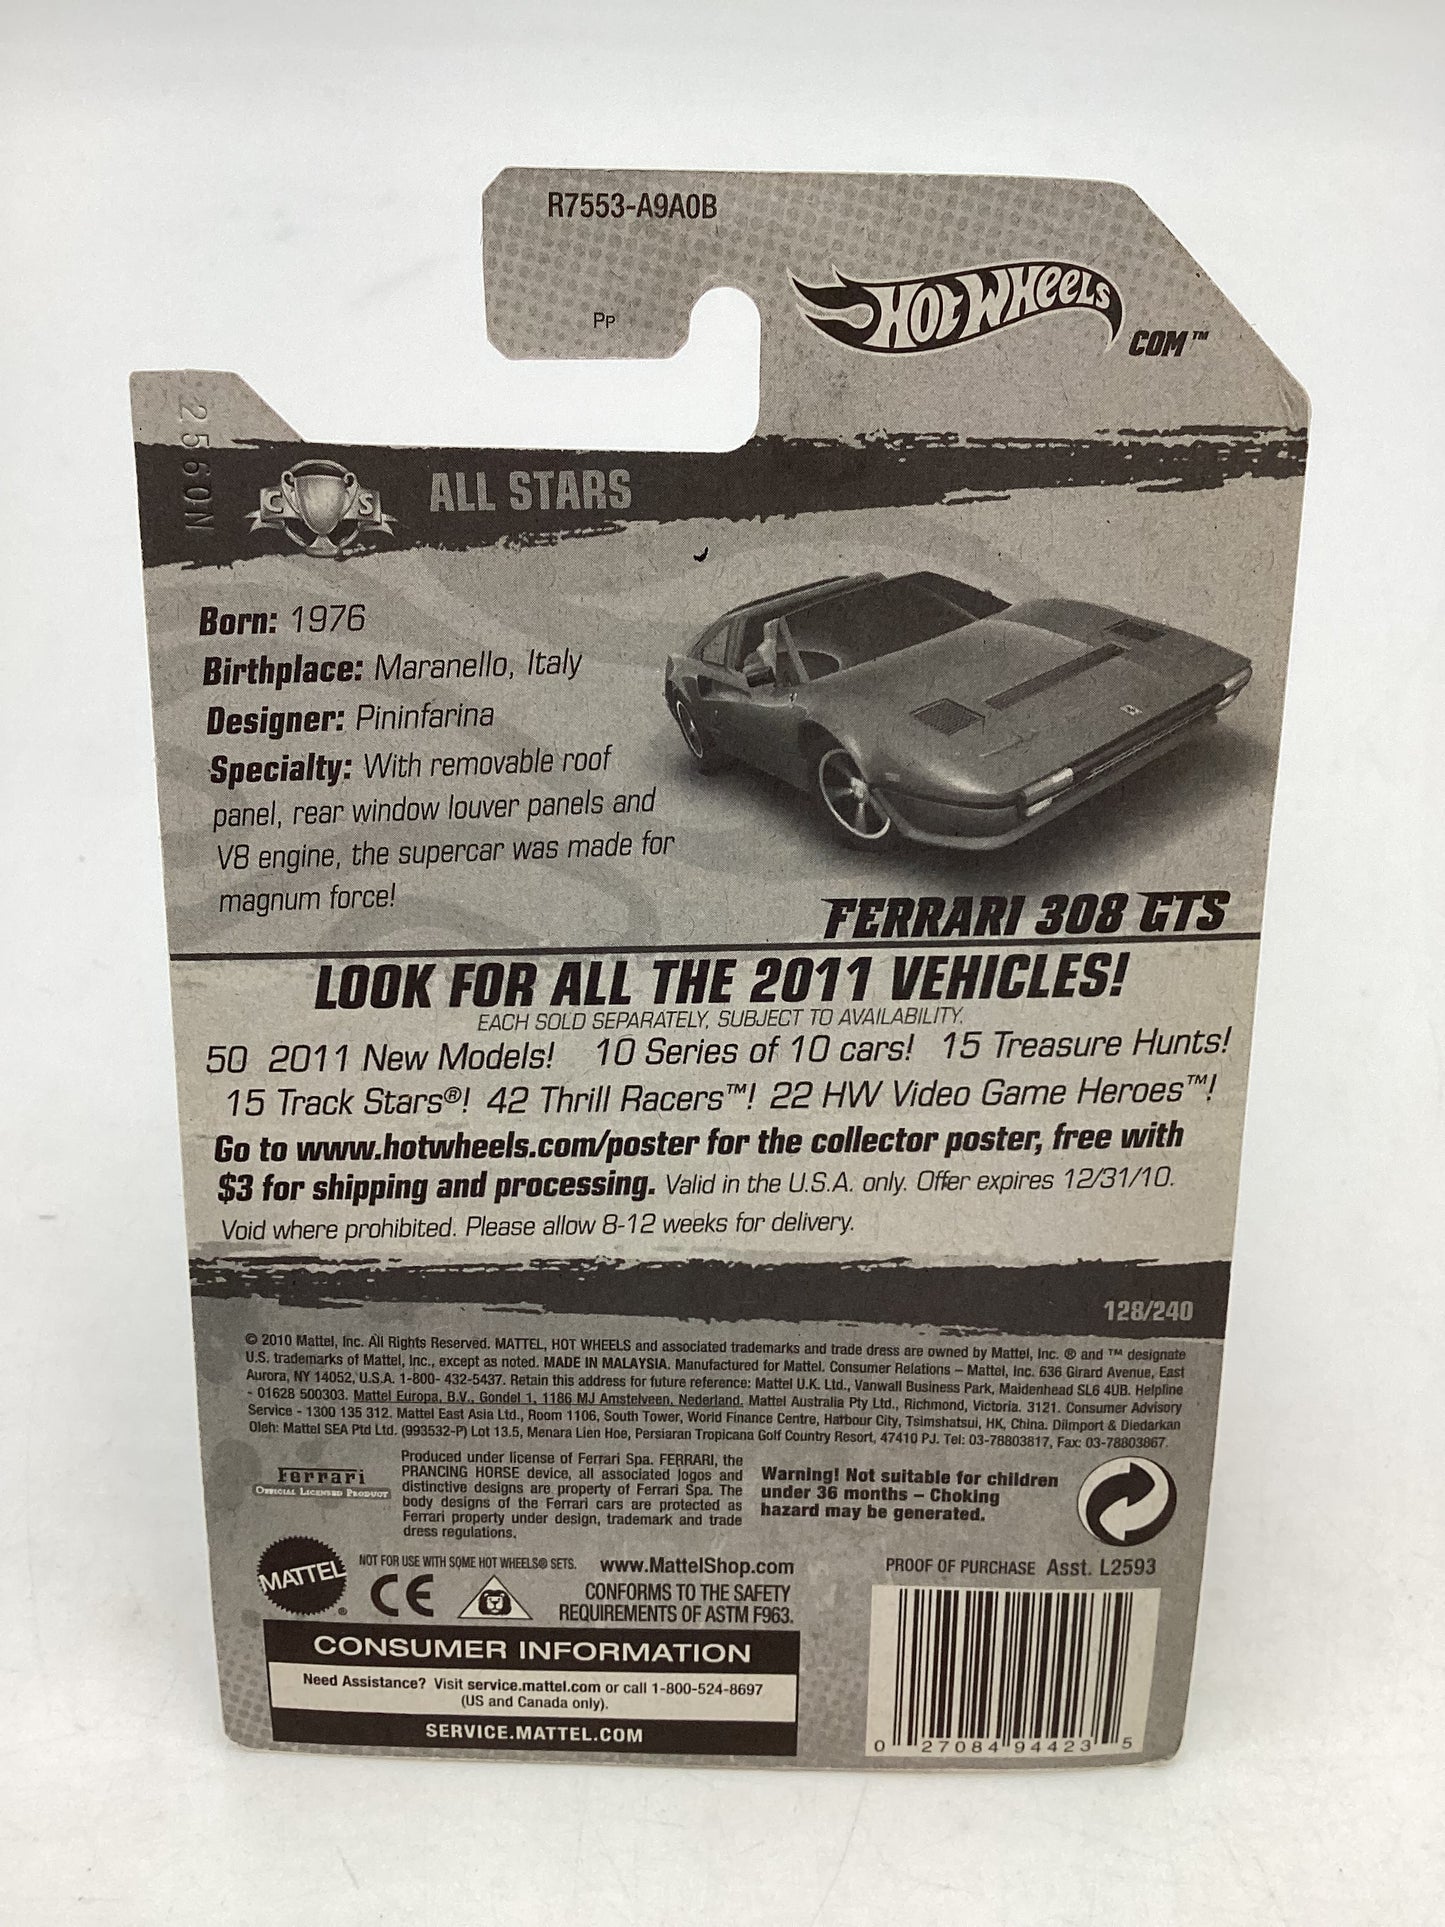 R7553-A9A0B
Pp
HOT WHEELS
COM™
2560N
C S
ALL STARS
Born: 1976
Birthplace: Maranello, Italy
Designer: Pininfarina
Specialty: With removable roof
panel, rear window louver panels and
V8 engine, the supercar was made for
magnum force!
FERRARI 308 GTS
LOOK FOR ALL THE 2011 VEHICLES!
EACH SOLD SEPARATELY, SUBJECT TO AVAILABILITY.
50 2011 New Models! 10 Series of 10 cars! 15 Treasure Hunts!
15 Track Stars®! 42 Thrill Racers™! 22 HW Video Game Heroes™!
Go to www.hotwheels.com/poster for the collector poster, free with
$3 for shipping and processing. Valid in the U.S.A. only. Offer expires 12/31/10.
Void where prohibited. Please allow 8-12 weeks for delivery.
128/240
© 2010 Mattel, Inc. All Rights Reserved. MATTEL, HOT WHEELS and associated trademarks and trade dress are owned by Mattel, Inc. ® and ™ designate
U.S. trademarks of Mattel, Inc., except as noted. MADE IN MALAYSIA. Manufactured for Mattel. Consumer Relations – Mattel, Inc. 636 Girard Avenue, East
Aurora, NY 14052, U.S.A. 1-800- 432-5437. Retain this address for future reference: Mattel U.K. Ltd., Vanwall Business Park, Maidenhead SL6 4UB. Helpline
- 01628 500303. Mattel Europa, B.V., Gondel 1, 1186 MJ Amstelveen, Nederland. Mattel Australia Pty Ltd., Richmond, Victoria. 3121. Consumer Advisory
Service - 1300 135 312. Mattel East Asia Ltd., Room 1106, South Tower, World Finance Centre, Harbour City, Tsimshatsui, HK, China. Diimport & Diedarkan
Oleh: Mattel SEA Ptd Ltd. (993532-P) Lot 13.5, Menara Lien Hoe, Persiaran Tropicana Golf Country Resort, 47410 PJ. Tel: 03-78803817, Fax: 03-78803867.
Ferrari
OFFICIAL LICENSED PRODUCT
Produced under license of Ferrari Spa. FERRARI, the
PRANCING HORSE device, all associated logos and
distinctive designs are property of Ferrari Spa. The
body designs of the Ferrari cars are protected as
Ferrari property under design, trademark and trade
dress regulations.
Warning! Not suitable for children
under 36 months – Choking
hazard may be generated.
MATTEL®
NOT FOR USE WITH SOME HOT WHEELS® SETS.
CE
www.MattelShop.com
CONFORMS TO THE SAFETY
REQUIREMENTS OF ASTM F963.
PROOF OF PURCHASE Asst. L2593
CONSUMER INFORMATION
Need Assistance? Visit service.mattel.com or call 1-800-524-8697
(US and Canada only).
SERVICE.MATTEL.COM
0 27084 94423 5